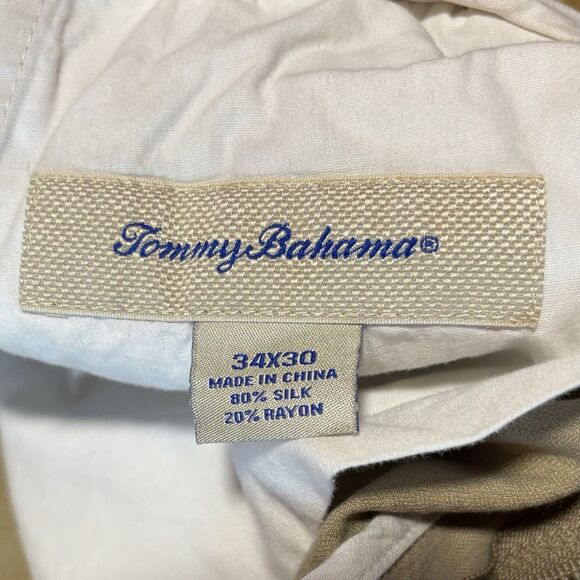 Tommy Bahama®
34X30
MADE IN CHINA
80% SILK
20% RAYON